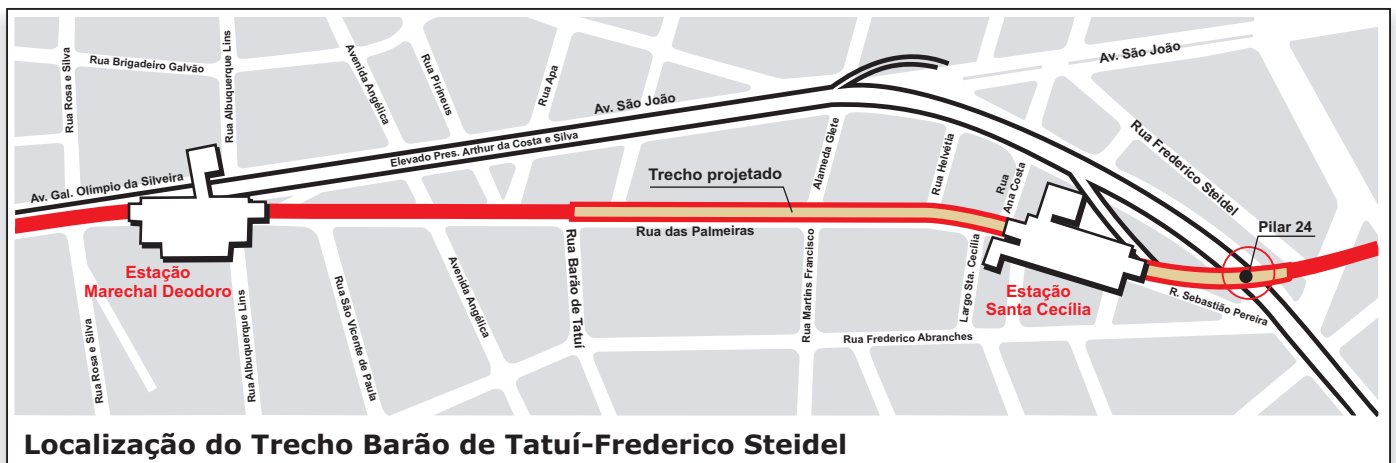 Rua Rosa e Silva
Rua Brigadeiro Galvão
Rua Albuquerque Lins
Avenida Angélica
Rua Pirineus
Rua Apa
Av. São João
Av. São João
Elevado Pres. Arthur da Costa e Silva
Av. Gal. Olímpio da Silveira
Alameda Glete
Rua Helvétia
Rua
Ana Costa
Rua Frederico Steidel
Trecho projetado
Rua das Palmeiras
Pilar 24
Estação
Marechal Deodoro
Estação
Santa Cecília
R. Sebastião Pereira
Rua Rosa e Silva
Rua Albuquerque Lins
Rua São Vicente de Paula
Avenida Angélica
Rua Barão de Tatuí
Rua Martins Francisco
Largo Sta. Cecília
Rua Frederico Abranches
Localização do Trecho Barão de Tatuí-Frederico Steidel